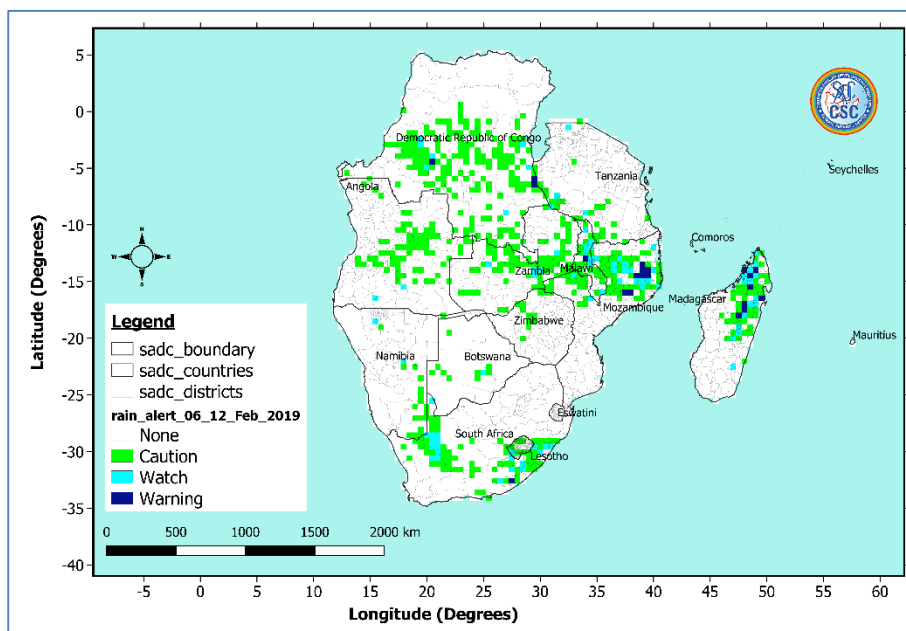 5
0
-5
-10
-15
-20
-25
-30
-35
-40
Latitude (Degrees)
Democratic Republic of Congo
Angola
Tanzania
Seychelles
Comoros
Zambia
Malawi
Mozambique
Madagascar
Zimbabwe
Mauritius
Namibia
Botswana
Eswatini
South Africa
Lesotho
CSC
N
W
E
S
Legend
sadc_boundary
sadc_countries
sadc_districts
rain_alert_06_12_Feb_2019
None
Caution
Watch
Warning
0 500 1000 1500 2000 km
-5 0 5 10 15 20 25 30 35 40 45 50 55 60
Longitude (Degrees)